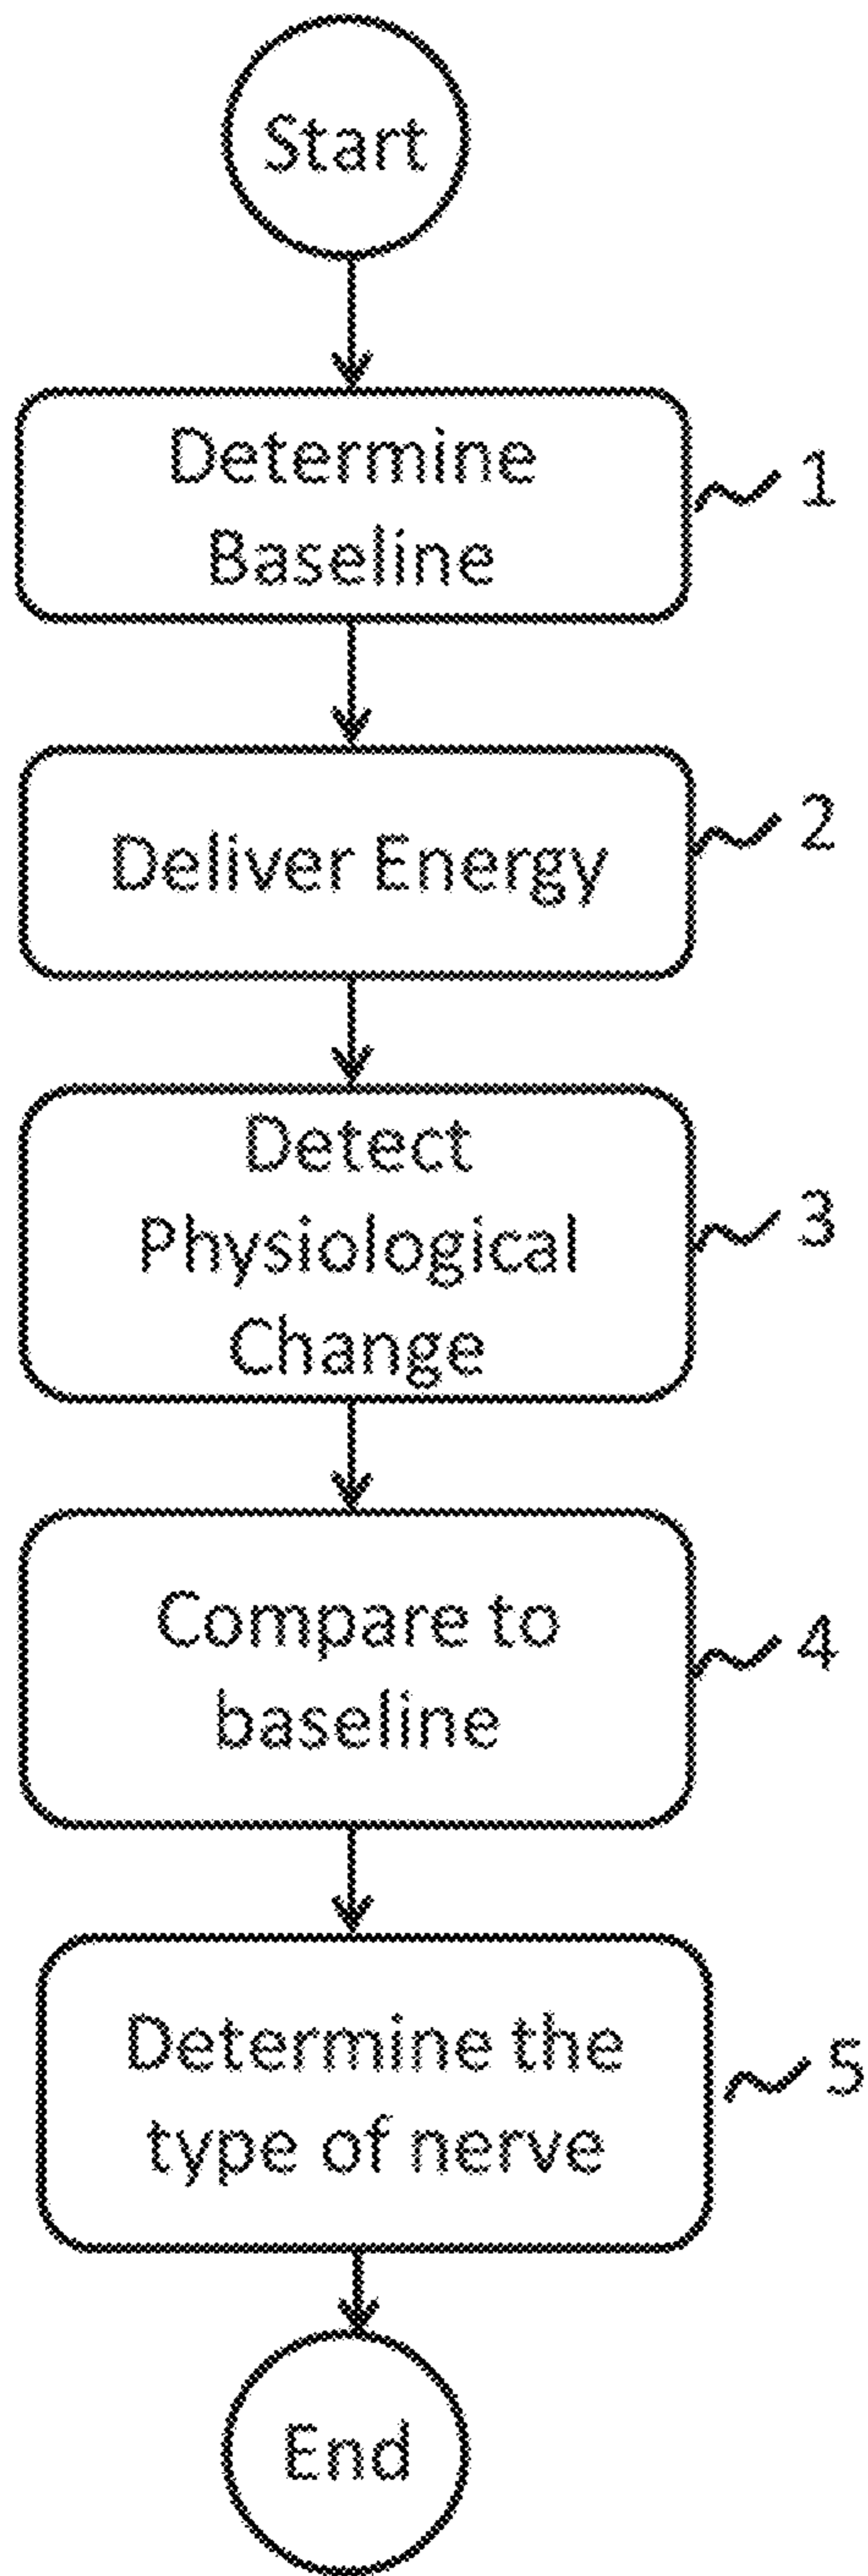 Start
Determine
Baseline
1
Deliver Energy
2
Detect
Physiological
Change
3
Compare to
baseline
4
Determine the
type of nerve
5
End